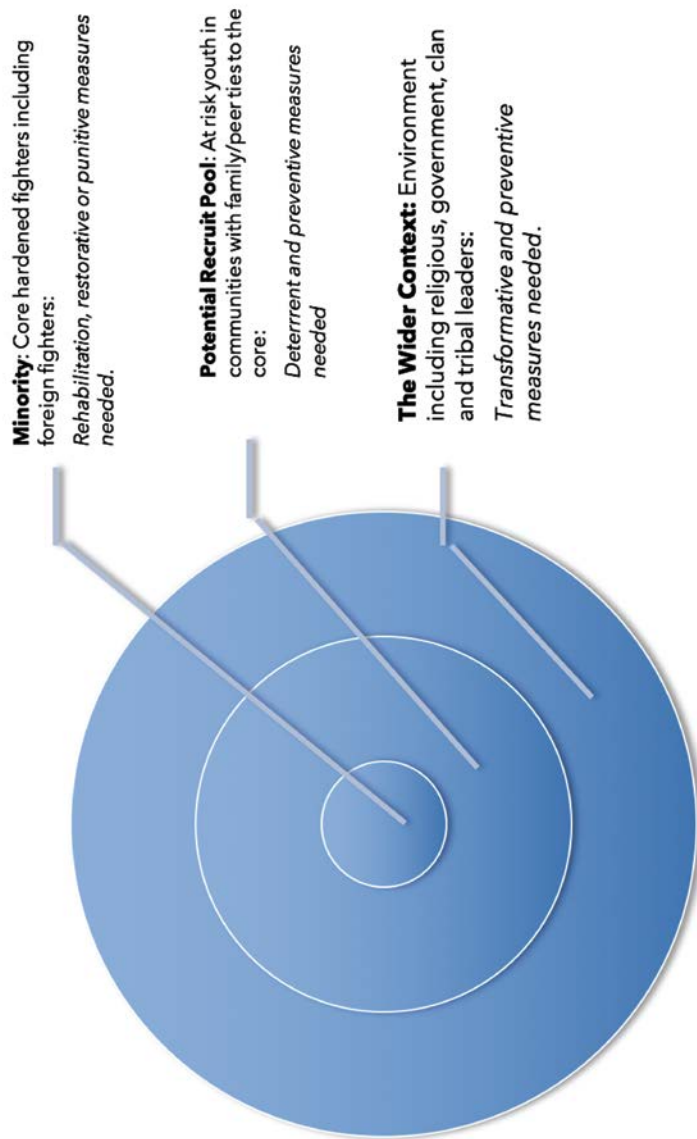 Minority: Core hardened fighters including
foreign fighters:
Rehabilitation, restorative or punitive measures
needed.
Potential Recruit Pool: At risk youth in
communities with family/peer ties to the
core:
Deterrrent and preventive measures
needed
The Wider Context: Environment
including religious, government, clan
and tribal leaders:
Transformative and preventive
measures needed.